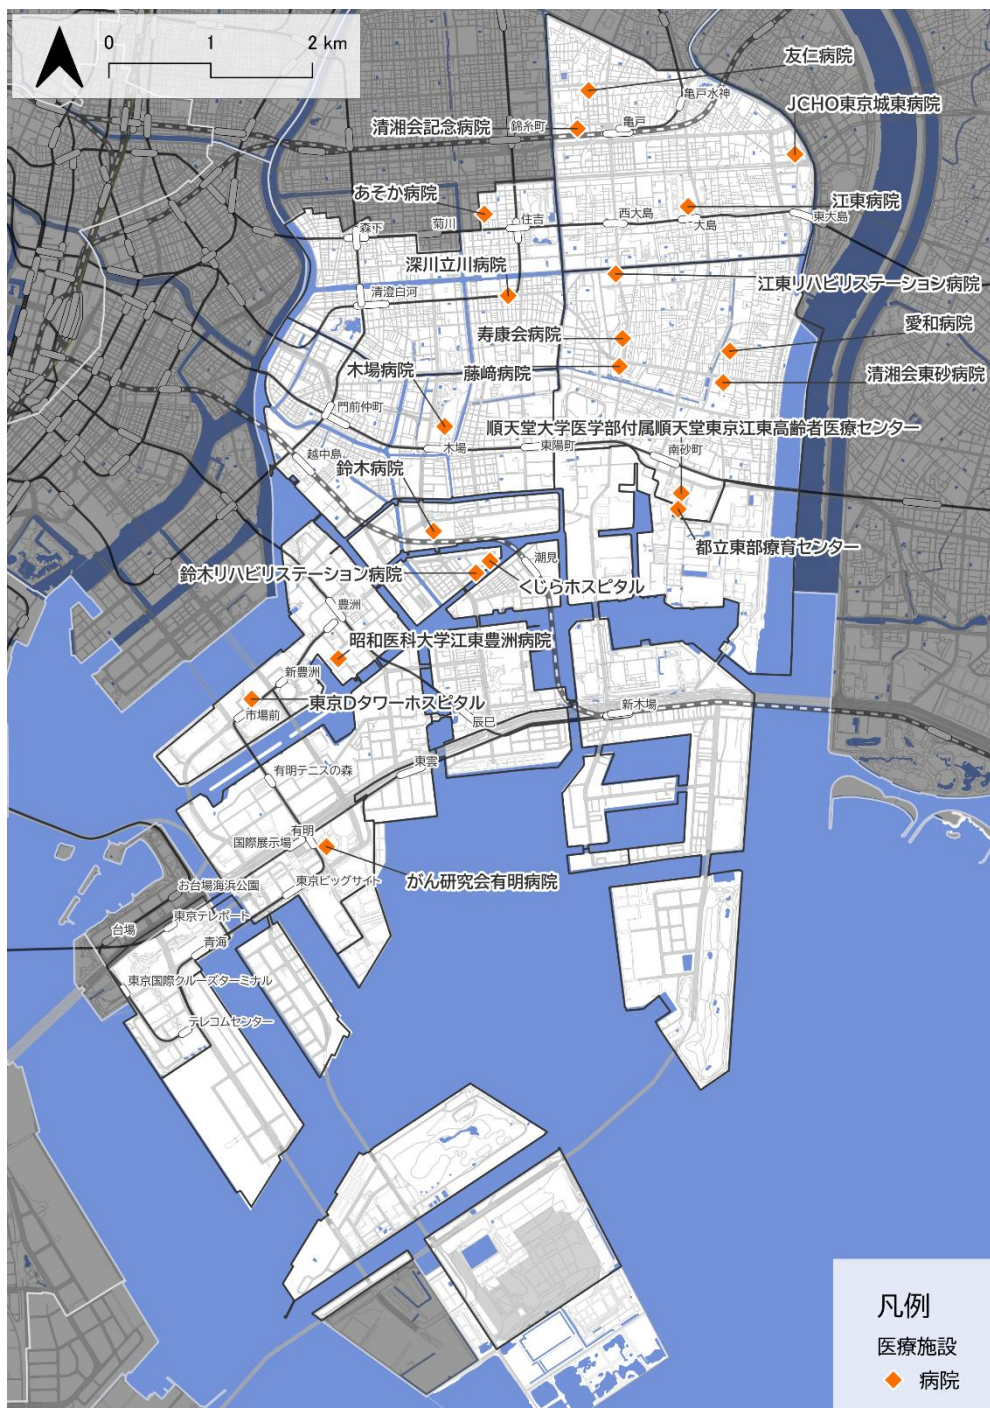 0 1 2 km
友仁病院
亀戸水神
JCHO東京城東病院
清湘会記念病院
錦糸町
亀戸
あそか病院
江東病院
菊川
住吉
西大島
大島
東大島
森下
深川立川病院
江東リハビリステーション病院
清澄白河
寿康会病院
愛和病院
木場病院
藤﨑病院
清湘会東砂病院
門前仲町
順天堂大学医学部付属順天堂東京江東高齢者医療センター
木場
東陽町
南砂町
越中島
鈴木病院
都立東部療育センター
潮見
鈴木リハビリステーション病院
くじらホスピタル
豊洲
昭和医科大学江東豊洲病院
新豊洲
東京Dタワーホスピタル
新木場
市場前
辰巳
東雲
有明テニスの森
有明
国際展示場
東京ビッグサイト
がん研究会有明病院
お台場海浜公園
東京テレポート
台場
青海
東京国際クルーズターミナル
テレコムセンター
凡例
医療施設
病院